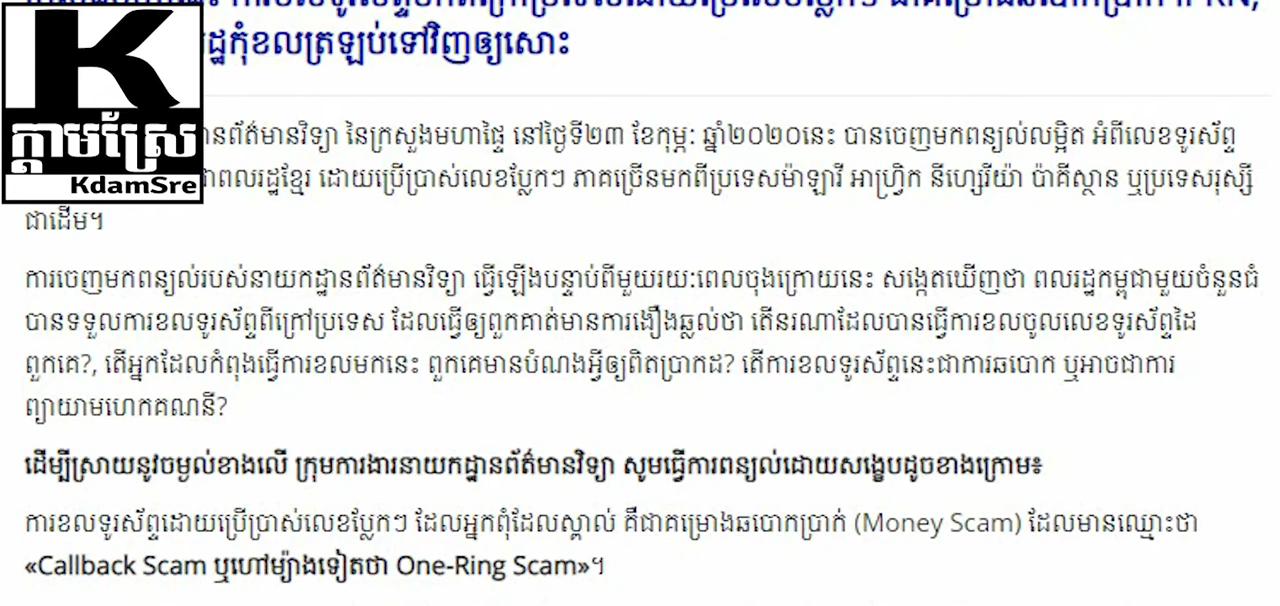 ដ្ឋកុំខលត្រឡប់ទៅវិញឲ្យសោះ
K
ក្ដាមស្រែ
KdamSre
ានព័ត៌មានវិទ្យា នៃក្រសួងមហាផ្ទៃ នៅថ្ងៃទី២៣ ខែកុម្ភៈ ឆ្នាំ២០២០នេះ បានចេញមកពន្យល់លម្អិត អំពីលេខទូរស័ព្ទ
ពលរដ្ឋខ្មែរ ដោយប្រើប្រាស់លេខប្លែកៗ ភាគច្រើនមកពីប្រទេសម៉ាឡាវី អាហ្វ្រិក នីហ្សេរីយ៉ា ប៉ាគីស្ថាន ឬប្រទេសរុស្ស៊ី
ជាដើម។
ការចេញមកពន្យល់របស់នាយកដ្ឋានព័ត៌មានវិទ្យា ធ្វើឡើងបន្ទាប់ពីមួយរយៈពេលចុងក្រោយនេះ សង្កេតឃើញថា ពលរដ្ឋកម្ពុជាមួយចំនួនធំ
បានទទួលការខលទូរស័ព្ទពីក្រៅប្រទេស ដែលធ្វើឲ្យពួកគាត់មានការងឿងឆ្ងល់ថា តើនរណាដែលបានធ្វើការខលចូលលេខទូរស័ព្ទដៃ
ពួកគេ?, តើអ្នកដែលកំពុងធ្វើការខលមកនេះ ពួកគេមានបំណងអ្វីឲ្យពិតប្រាកដ? តើការខលទូរស័ព្ទនេះជាការឆបោក ឬអាចជាការ
ព្យាយាមហេកគណនី?
ដើម្បីស្រាយនូវចម្ងល់ខាងលើ ក្រុមការងារនាយកដ្ឋានព័ត៌មានវិទ្យា សូមធ្វើការពន្យល់ដោយសង្ខេបដូចខាងក្រោម៖
ការខលទូរស័ព្ទដោយប្រើប្រាស់លេខប្លែកៗ ដែលអ្នកពុំដែលស្គាល់ គឺជាគម្រោងឆបោកប្រាក់ (Money Scam) ដែលមានឈ្មោះថា
«Callback Scam ឬហៅម៉្យាងទៀតថា One-Ring Scam»។